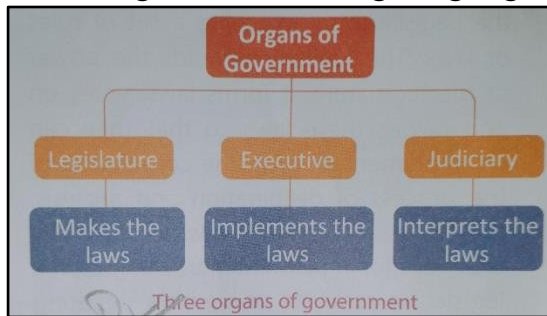 Organs of
Government
Legislature
Executive
Judiciary
Makes the
laws
Implements the
laws
Interprets the
laws
Three organs of government